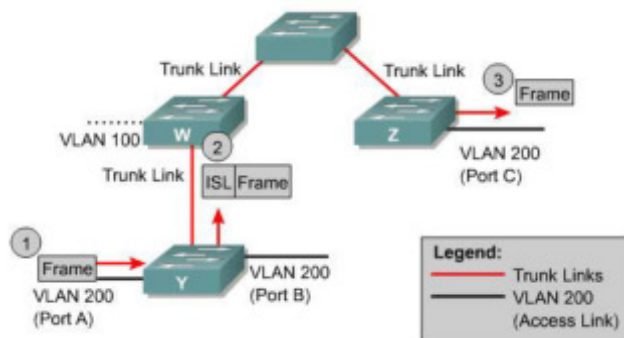 Trunk Link
Trunk Link
3
Frame
VLAN 100
W
Z
2
VLAN 200
(Port C)
Trunk Link
ISL Frame
1
Frame
VLAN 200
(Port A)
Y
VLAN 200
(Port B)
Legend:
Trunk Links
VLAN 200
(Access Link)